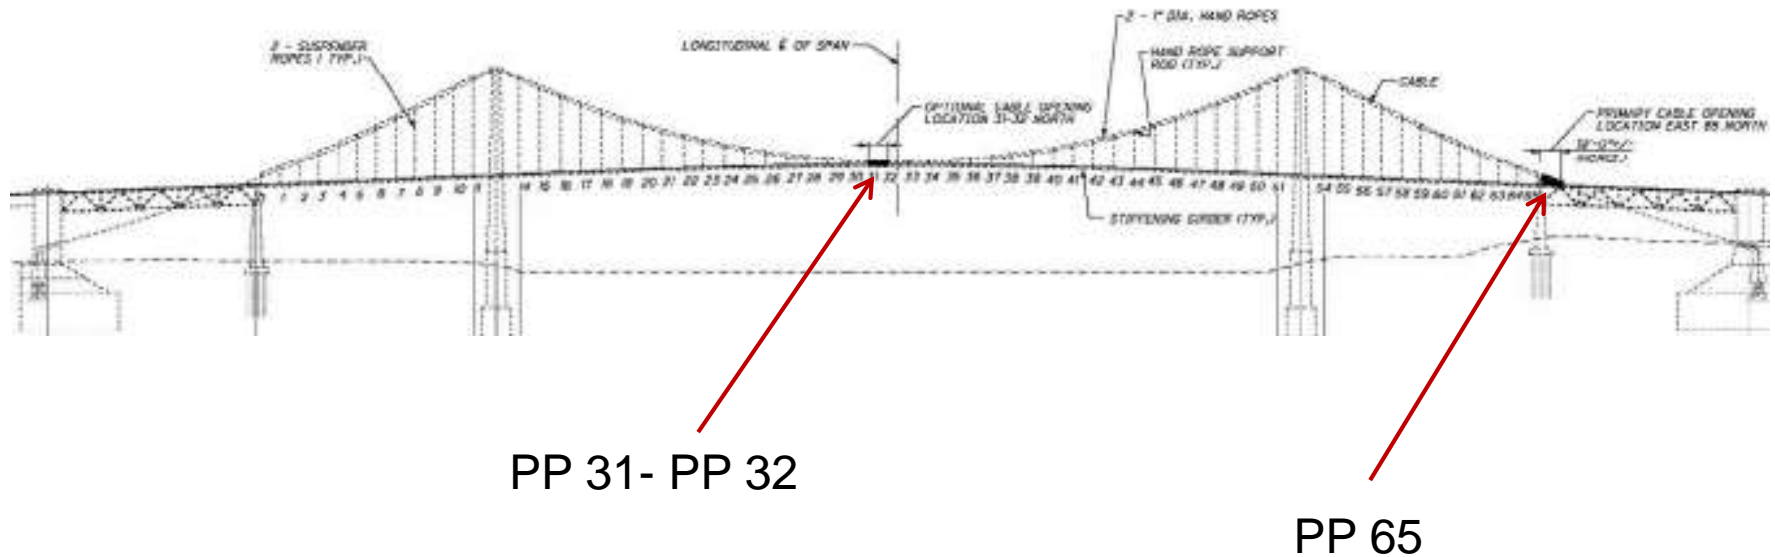 2 - 1" DIA. HAND ROPES
2 - SUSPENDER
ROPES ( TYP.)
LONGITUDINAL ℄ OF SPAN
HAND ROPE SUPPORT
ROD (TYP.)
CABLE
OPTIONAL CABLE OPENING
LOCATION 31-32 NORTH
PRIMARY CABLE OPENING
LOCATION EAST 65 NORTH
(HORIZ.)
1 2 3 4 5 6 7 8 9 10 14 15 16 17 18 19 20 21 22 23 24 25 26 27 28 29 30 32 33 34 35 36 37 38 39 40 41 42 43 44 45 46 47 48 49 50 51 54 55 56 57 58 59 60 61 62 63 64
STIFFENING GIRDER (TYP.)
PP 31- PP 32
PP 65